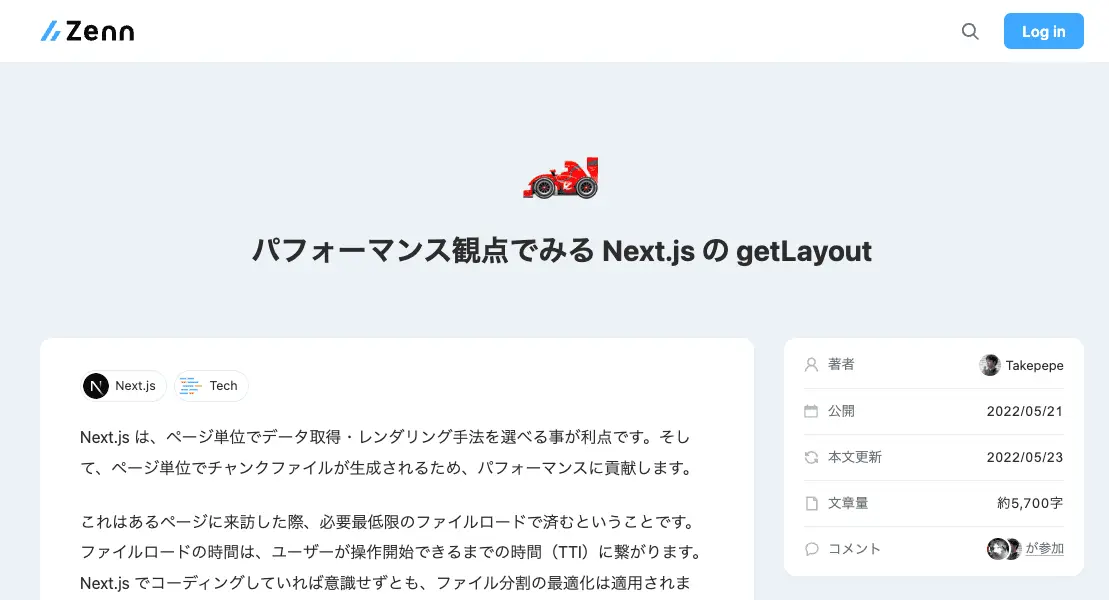 Zenn
Log in
パフォーマンス観点でみる Next.js の getLayout
Next.js
Tech
Next.js は、ページ単位でデータ取得・レンダリング手法を選べる事が利点です。そし
て、ページ単位でチャンクファイルが生成されるため、パフォーマンスに貢献します。
これはあるページに来訪した際、必要最低限のファイルロードで済むということです。
ファイルロードの時間は、ユーザーが操作開始できるまでの時間（TTI）に繋がります。
Next.js でコーディングしていれば意識せずとも、ファイル分割の最適化は適用されま
著者 Takepepe
公開 2022/05/21
本文更新 2022/05/23
文章量 約5,700字
コメント が参加